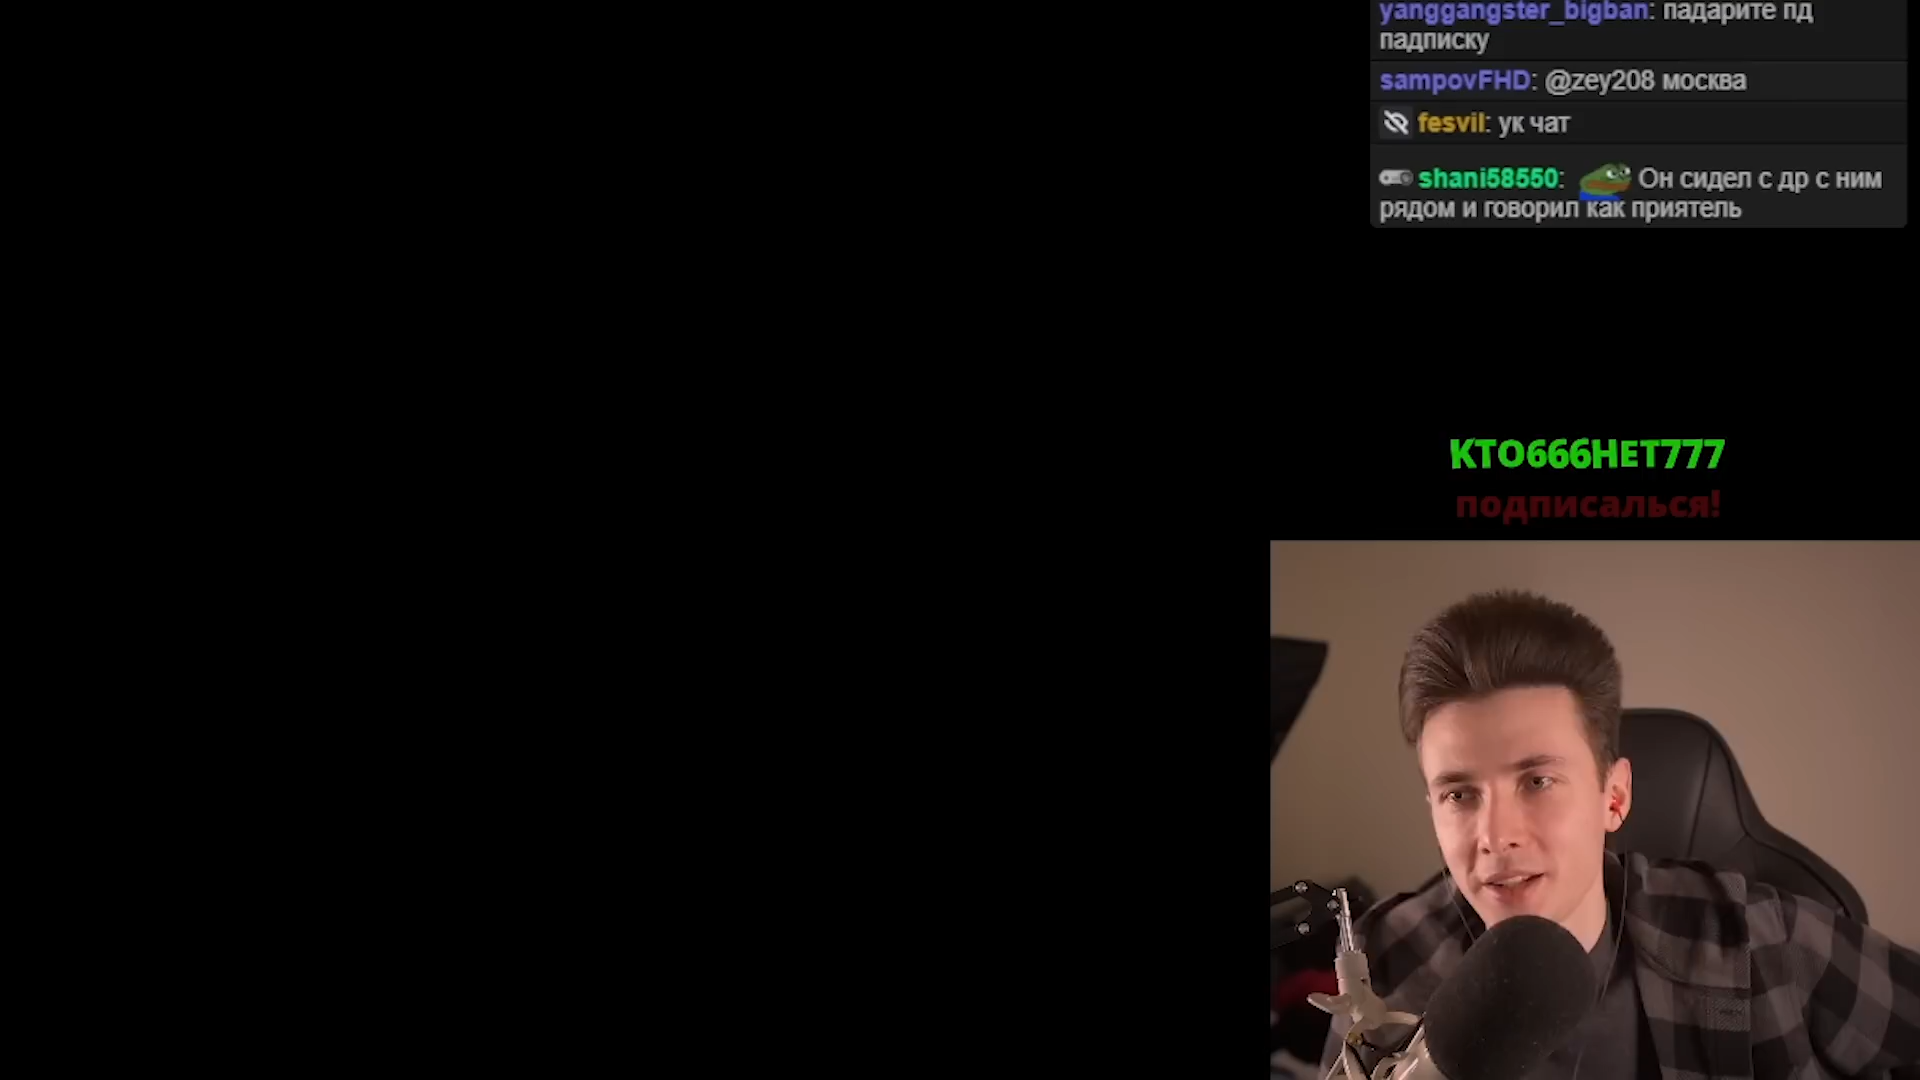 yanggangster_bigban: падарите пд
падписку
sampovFHD: @zey208 москва
fesvil: ук чат
shani58550: Он сидел с др с ним
рядом и говорил как приятель
КТО666НЕТ777
подписалься!